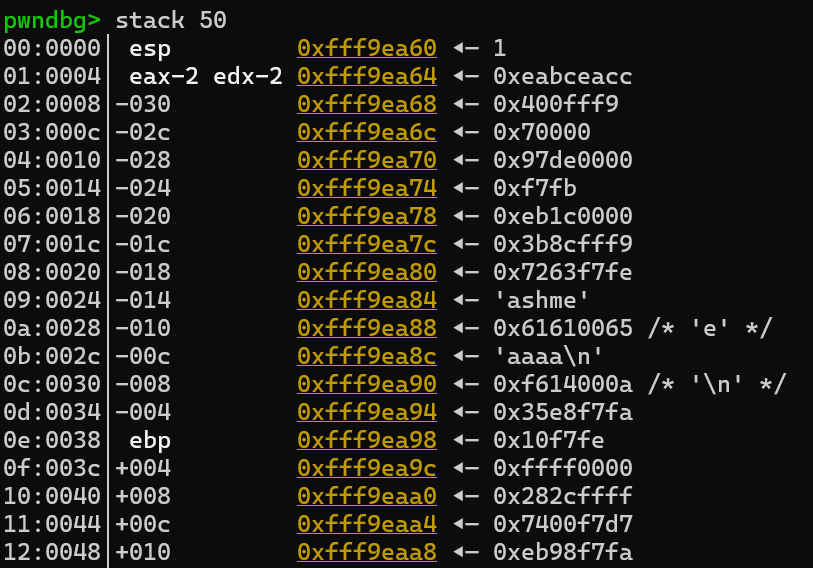 pwndbg> stack 50
00:0000│ esp 0xfff9ea60 ◂— 1
01:0004│ eax-2 edx-2 0xfff9ea64 ◂— 0xeabceacc
02:0008│-030 0xfff9ea68 ◂— 0x400fff9
03:000c│-02c 0xfff9ea6c ◂— 0x70000
04:0010│-028 0xfff9ea70 ◂— 0x97de0000
05:0014│-024 0xfff9ea74 ◂— 0xf7fb
06:0018│-020 0xfff9ea78 ◂— 0xeb1c0000
07:001c│-01c 0xfff9ea7c ◂— 0x3b8cfff9
08:0020│-018 0xfff9ea80 ◂— 0x7263f7fe
09:0024│-014 0xfff9ea84 ◂— 'ashme'
0a:0028│-010 0xfff9ea88 ◂— 0x61610065 /* 'e' */
0b:002c│-00c 0xfff9ea8c ◂— 'aaaa\n'
0c:0030│-008 0xfff9ea90 ◂— 0xf614000a /* '\n' */
0d:0034│-004 0xfff9ea94 ◂— 0x35e8f7fa
0e:0038│ ebp 0xfff9ea98 ◂— 0x10f7fe
0f:003c│+004 0xfff9ea9c ◂— 0xffff0000
10:0040│+008 0xfff9eaa0 ◂— 0x282cffff
11:0044│+00c 0xfff9eaa4 ◂— 0x7400f7d7
12:0048│+010 0xfff9eaa8 ◂— 0xeb98f7fa